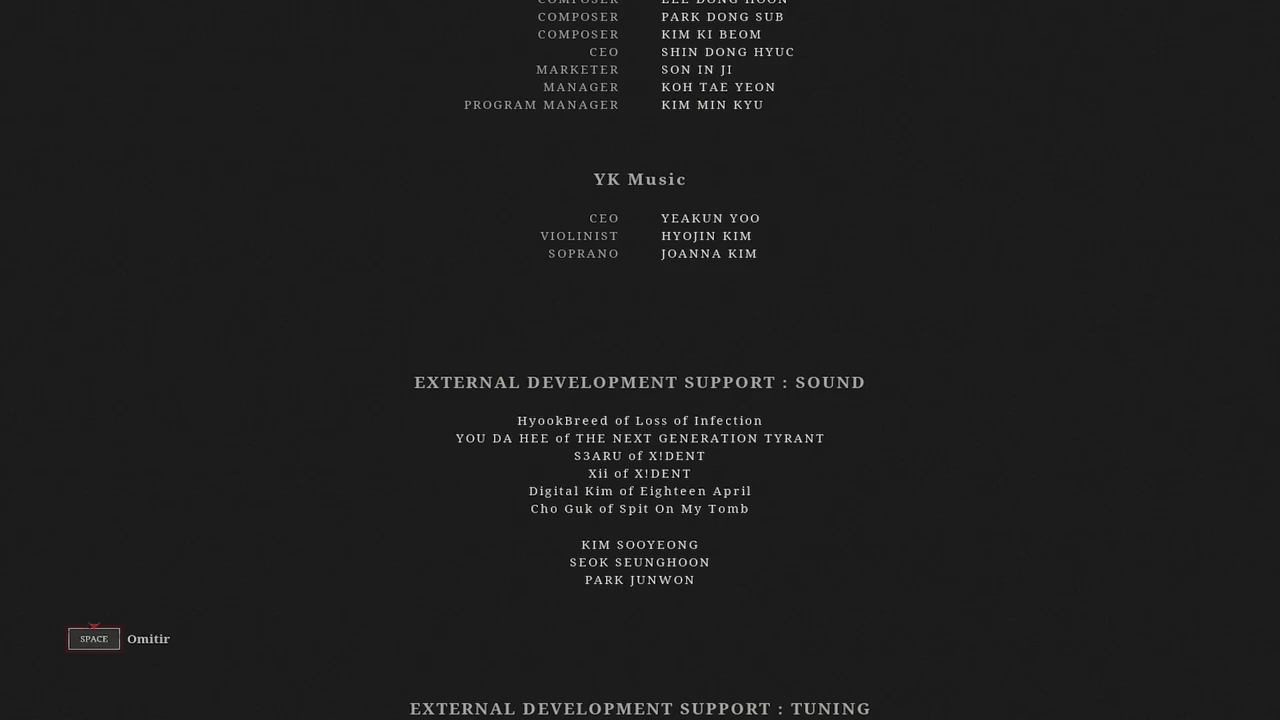 COMPOSER LEE DONG HOON
COMPOSER PARK DONG SUB
COMPOSER KIM KI BEOM
CEO SHIN DONG HYUC
MARKETER SON IN JI
MANAGER KOH TAE YEON
PROGRAM MANAGER KIM MIN KYU
YK Music
CEO YEAKUN YOO
VIOLINIST HYOJIN KIM
SOPRANO JOANNA KIM
EXTERNAL DEVELOPMENT SUPPORT : SOUND
HyookBreed of Loss of Infection
YOU DA HEE of THE NEXT GENERATION TYRANT
S3ARU of X!DENT
Xii of X!DENT
Digital Kim of Eighteen April
Cho Guk of Spit On My Tomb
KIM SOOYEONG
SEOK SEUNGHOON
PARK JUNWON
SPACE Omitir
EXTERNAL DEVELOPMENT SUPPORT : TUNING